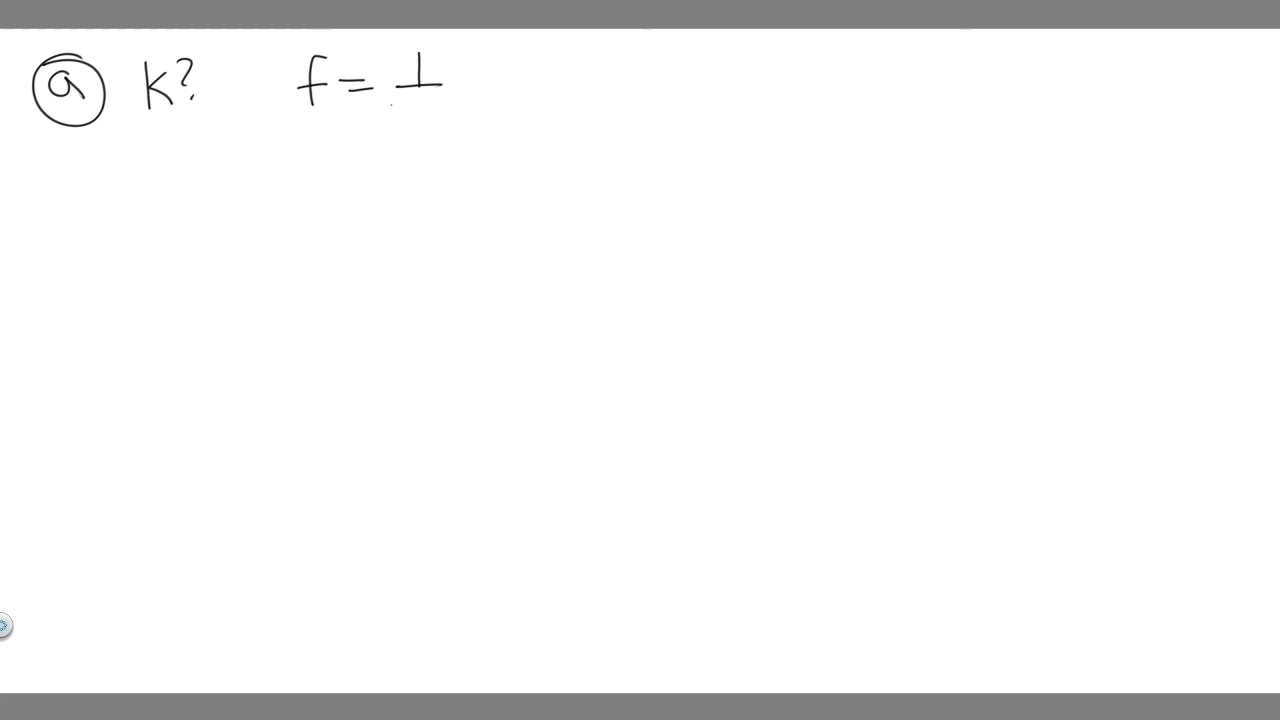 a k? f = 1